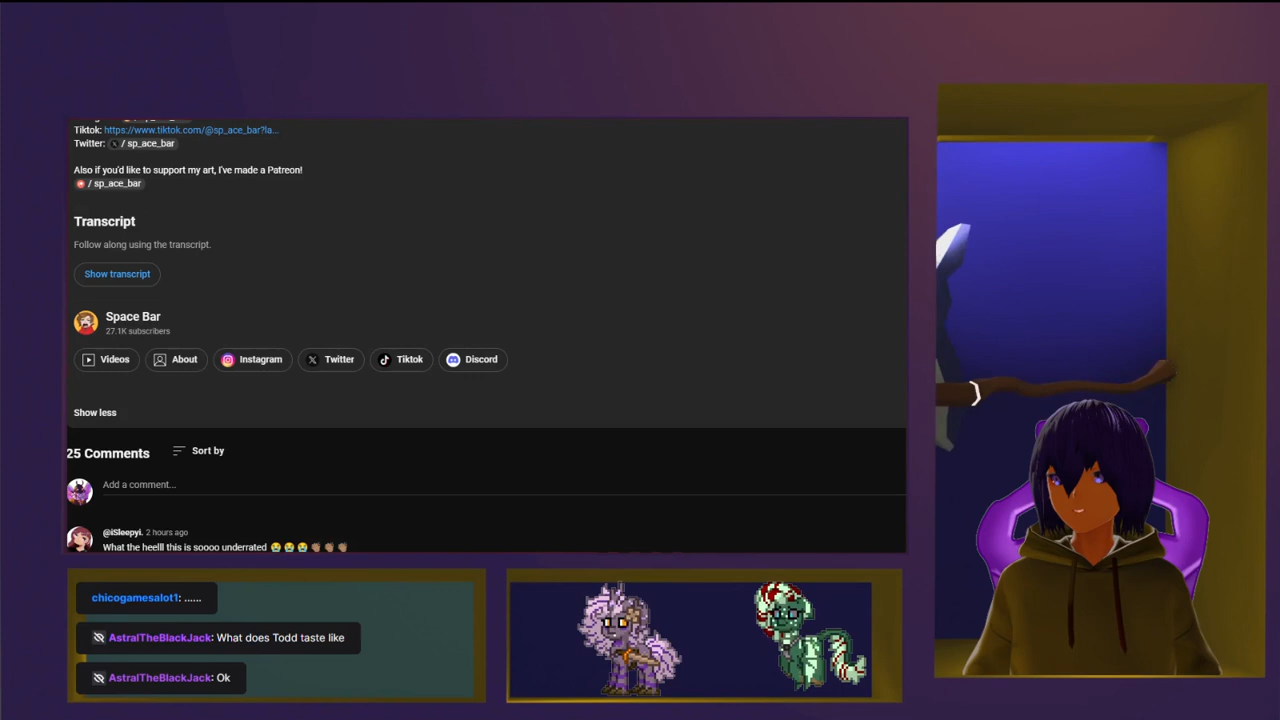 Tiktok: https://www.tiktok.com/@sp_ace_bar?la...
Twitter: / sp_ace_bar
Also if you'd like to support my art, I've made a Patreon!
/ sp_ace_bar
Transcript
Follow along using the transcript.
Show transcript
Space Bar
27.1K subscribers
Videos About Instagram Twitter Tiktok Discord
Show less
25 Comments Sort by
Add a comment...
@iSleepyi. 2 hours ago
What the heelll this is soooo underrated 😭😭😭👏🏽👏🏽👏🏽
chicogamesalot1: ......
AstralTheBlackJack: What does Todd taste like
AstralTheBlackJack: Ok